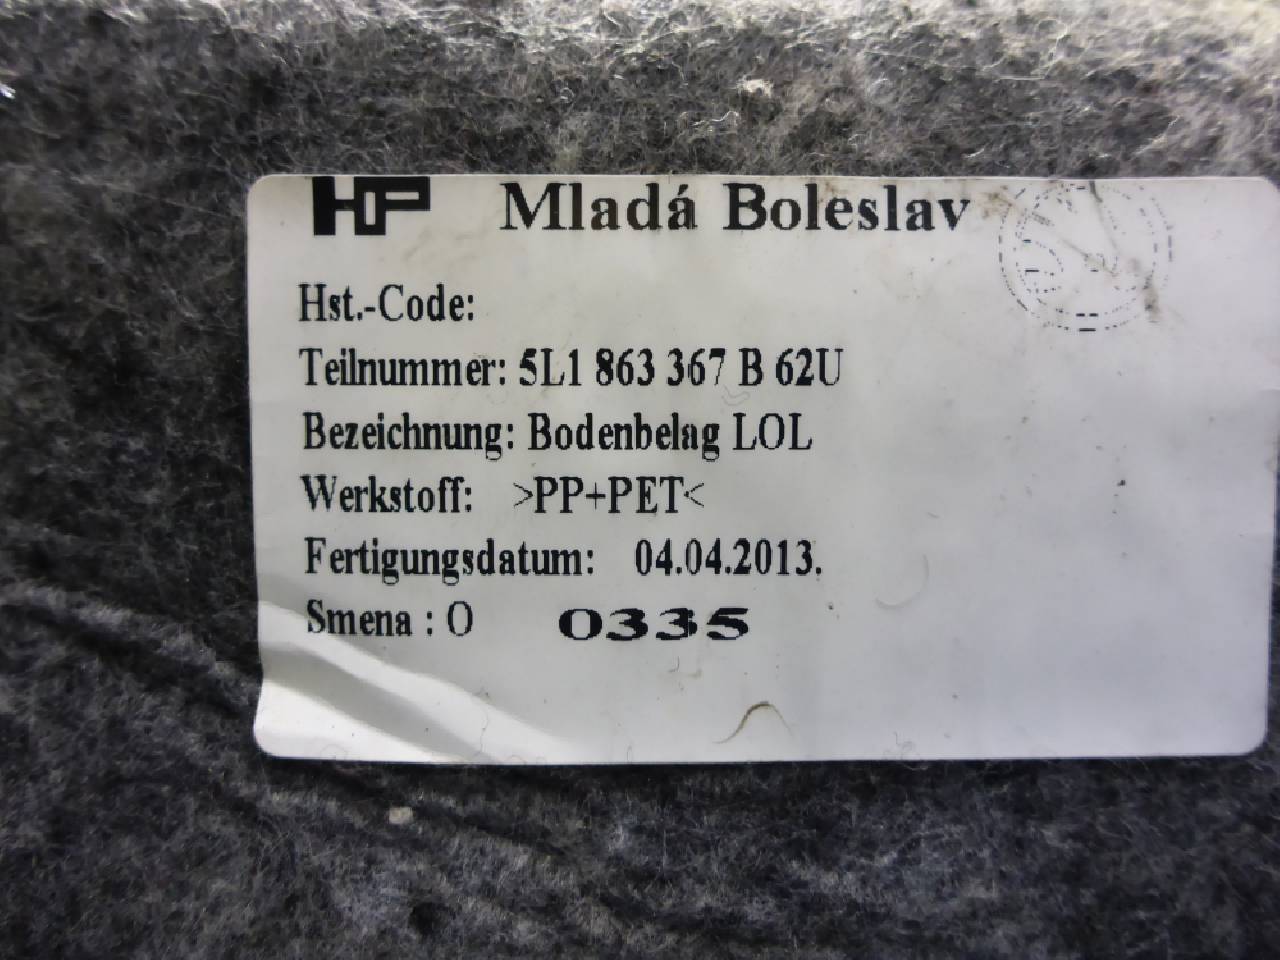 HP Mladá Boleslav
Hst.-Code:
Teilnummer: 5L1 863 367 B 62U
Bezeichnung: Bodenbelag LOL
Werkstoff: >PP+PET<
Fertigungsdatum: 04.04.2013.
Smena : O 0335